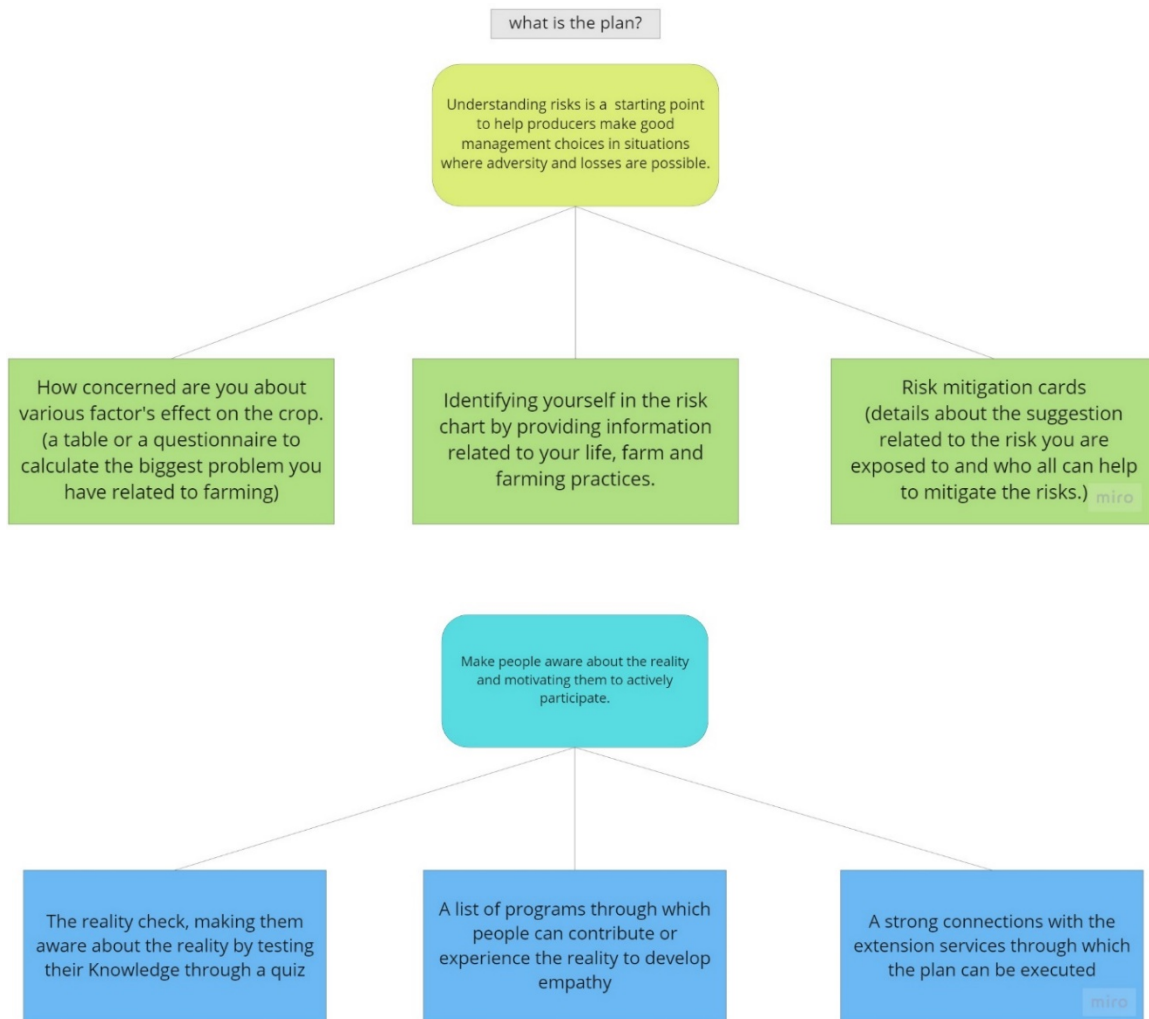 what is the plan?
Understanding risks is a starting point
to help producers make good
management choices in situations
where adversity and losses are possible.
How concerned are you about
various factor's effect on the crop.
(a table or a questionnaire to
calculate the biggest problem you
have related to farming)
Identifying yourself in the risk
chart by providing information
related to your life, farm and
farming practices.
Risk mitigation cards
(details about the suggestion
related to the risk you are
exposed to and who all can help
to mitigate the risks.)
miro
Make people aware about the reality
and motivating them to actively
participate.
The reality check, making them
aware about the reality by testing
their Knowledge through a quiz
A list of programs through which
people can contribute or
experience the reality to develop
empathy
A strong connections with the
extension services through which
the plan can be executed
miro